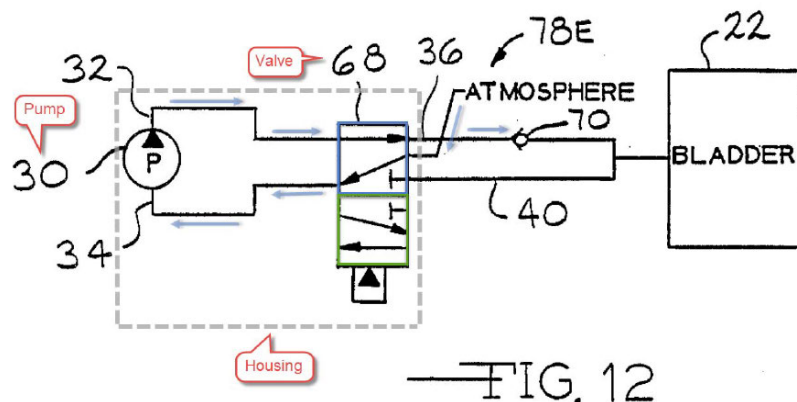 22
78E
36
68
Valve
32
ATMOSPHERE
Pump
70
30
P
BLADDER
40
34
Housing
FIG. 12